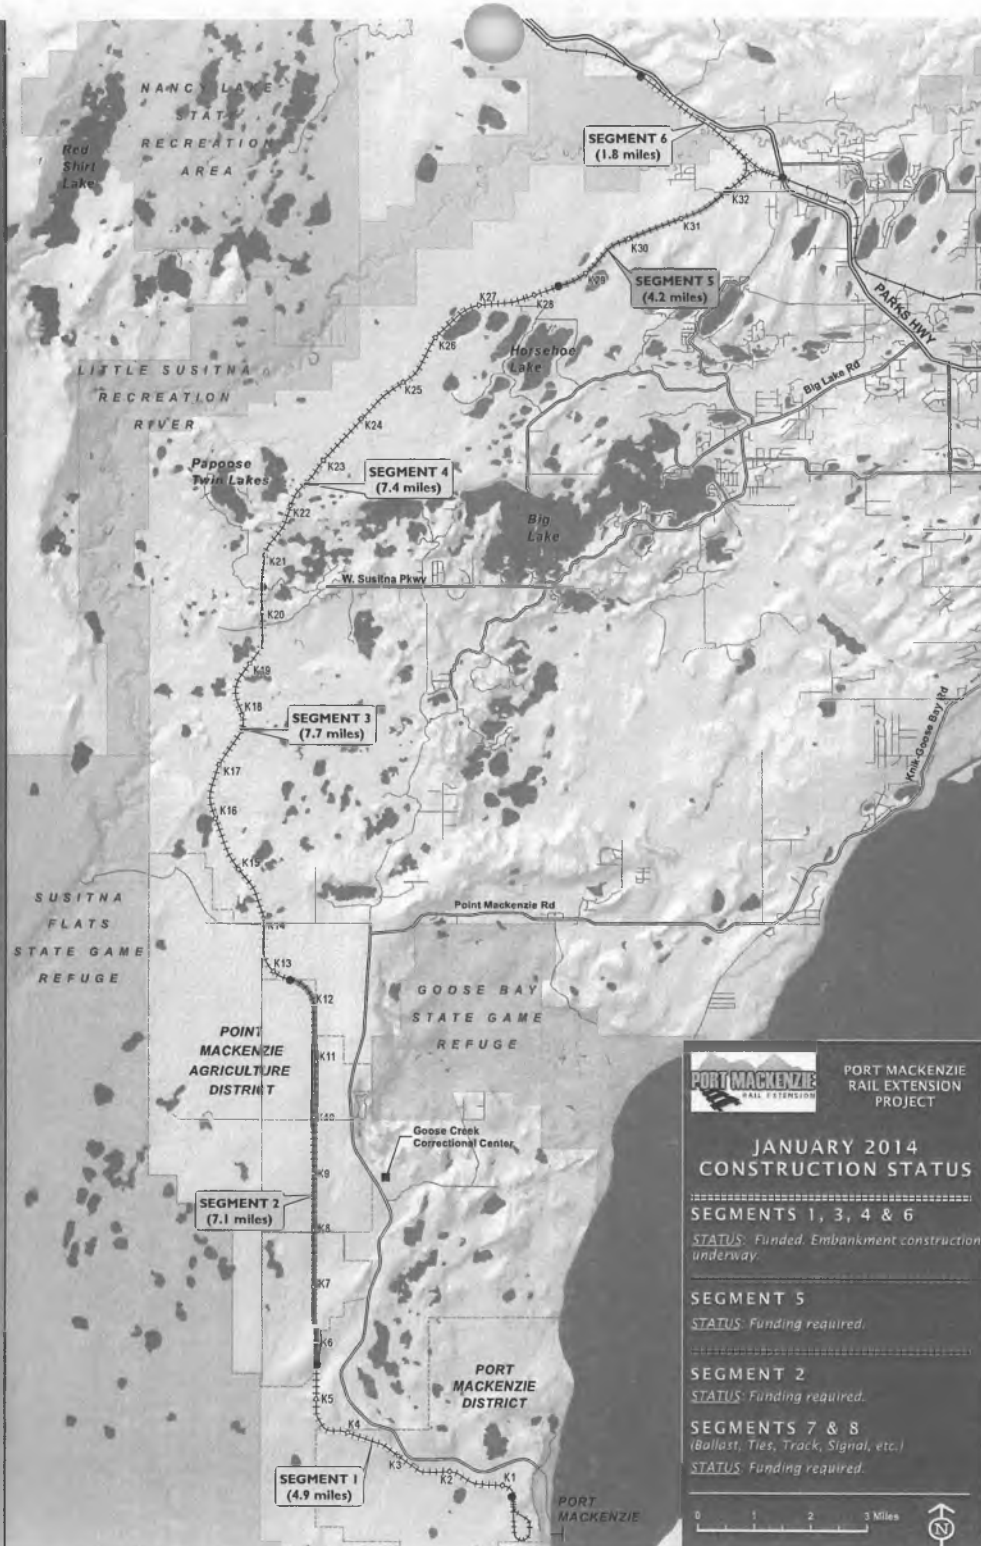 NANCY LAKE
STATE
RECREATION
AREA
Red
Shirt
Lake
SEGMENT 6
(1.8 miles)
K32
K31
K30
K29
SEGMENT 5
(4.2 miles)
K28
K27
K26
PARKS HWY
Horsehoe
Lake
Big Lake Rd
LITTLE SUSITNA
RECREATION
RIVER
K25
K24
K23
Papoose
Twin Lakes
SEGMENT 4
(7.4 miles)
K22
Big
Lake
K21
W. Susitna Pkwy
K20
K19
K18
SEGMENT 3
(7.7 miles)
Knik-Goose Bay Rd
K17
K16
K15
SUSITNA
FLATS
STATE GAME
REFUGE
Point Mackenzie Rd
K14
K13
K12
GOOSE BAY
STATE GAME
REFUGE
POINT
MACKENZIE
AGRICULTURE
DISTRICT
K11
K10
Goose Creek
Correctional Center
K9
SEGMENT 2
(7.1 miles)
K8
K7
K6
PORT
MACKENZIE
DISTRICT
K5
K4
K3
K2
K1
SEGMENT 1
(4.9 miles)
PORT
MACKENZIE
PORT MACKENZIE
RAIL EXTENSION
PORT MACKENZIE
RAIL EXTENSION
PROJECT
JANUARY 2014
CONSTRUCTION STATUS
SEGMENTS 1, 3, 4 & 6
STATUS: Funded. Embankment construction
underway.
SEGMENT 5
STATUS: Funding required.
SEGMENT 2
STATUS: Funding required.
SEGMENTS 7 & 8
(Ballast, Ties, Track, Signal, etc.)
STATUS: Funding required.
0 1 2 3 Miles
N